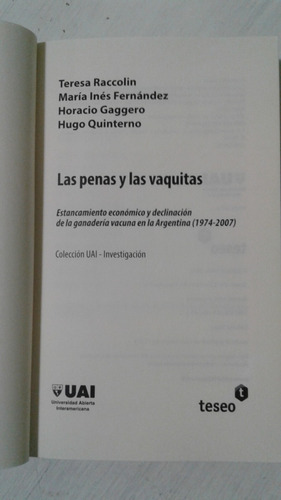 Teresa Raccolin
María Inés Fernández
Horacio Gaggero
Hugo Quinterno
Las penas y las vaquitas
Estancamiento económico y declinación
de la ganadería vacuna en la Argentina (1974-2007)
Colección UAI - Investigación
UAI
Universidad Abierta
Interamericana
t
teseo